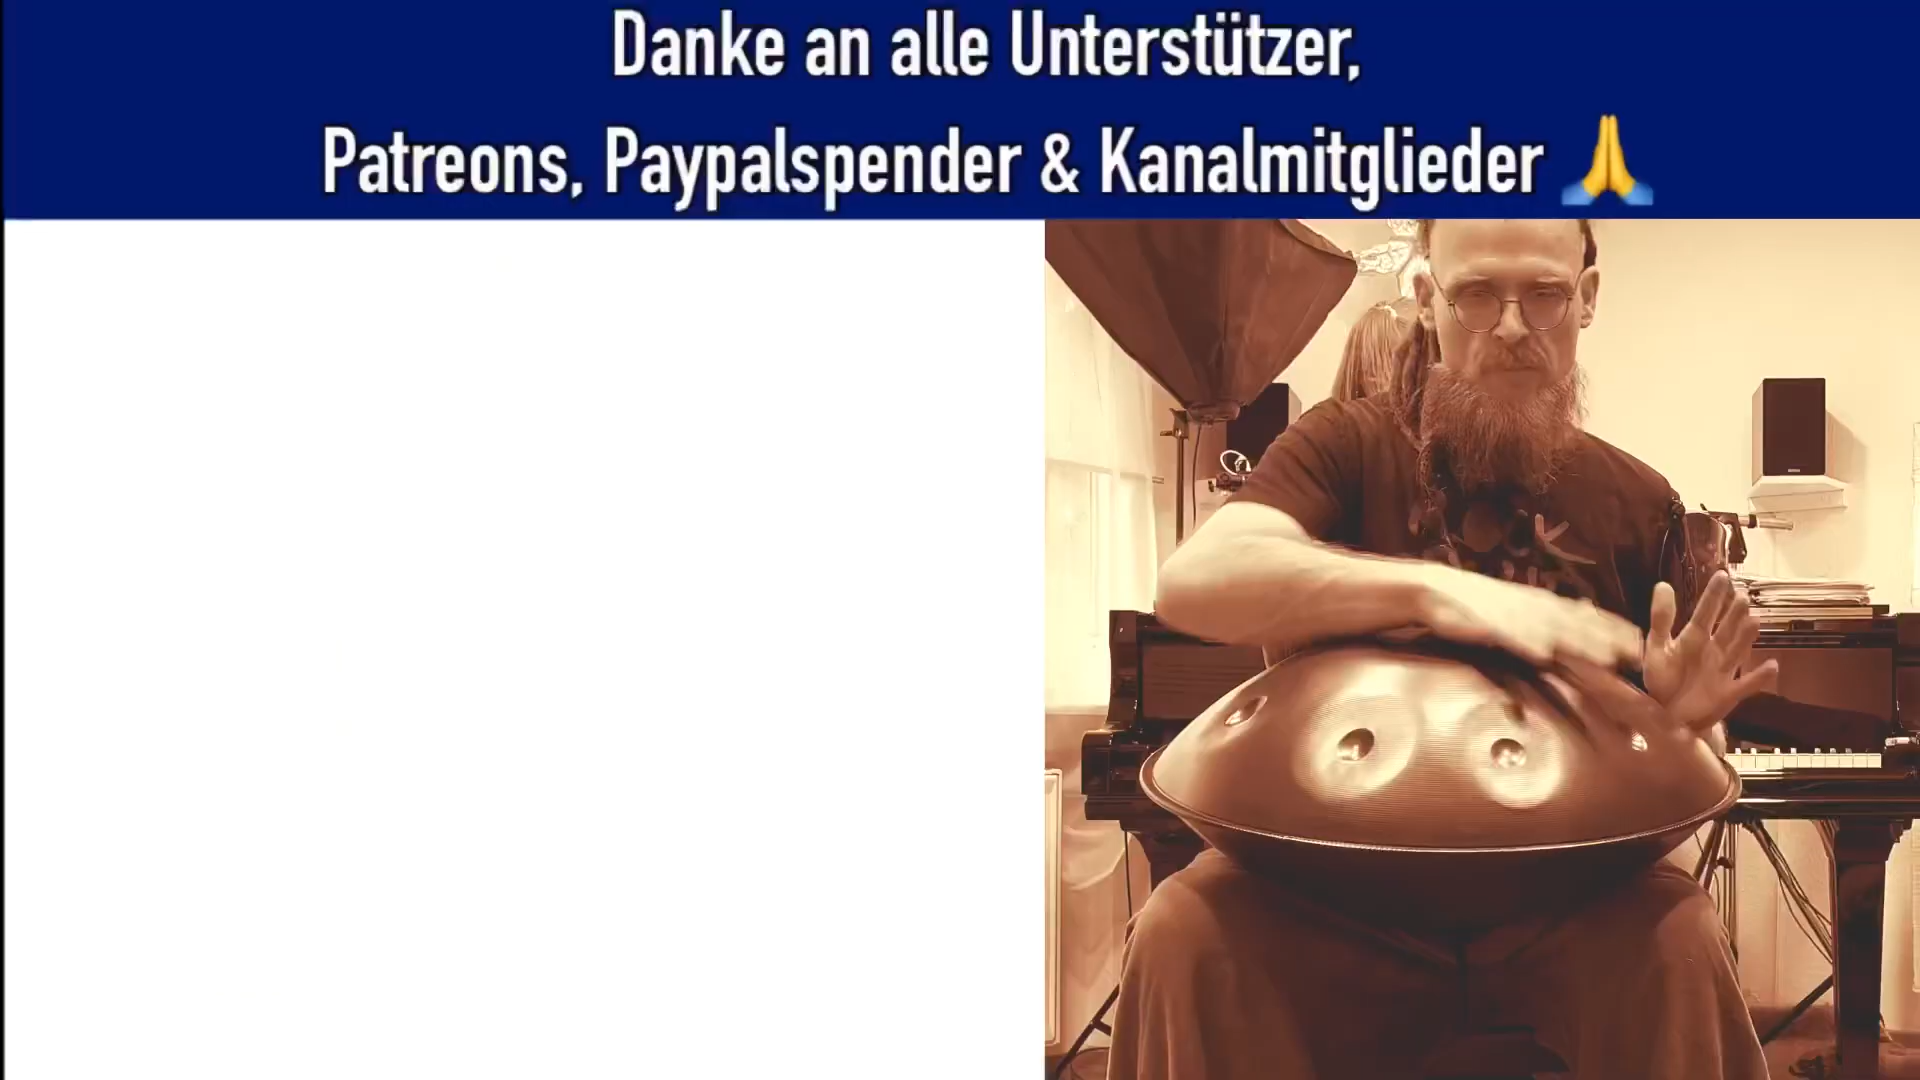 Danke an alle Unterstützer,
Patreons, Paypalspender & Kanalmitglieder 🙏